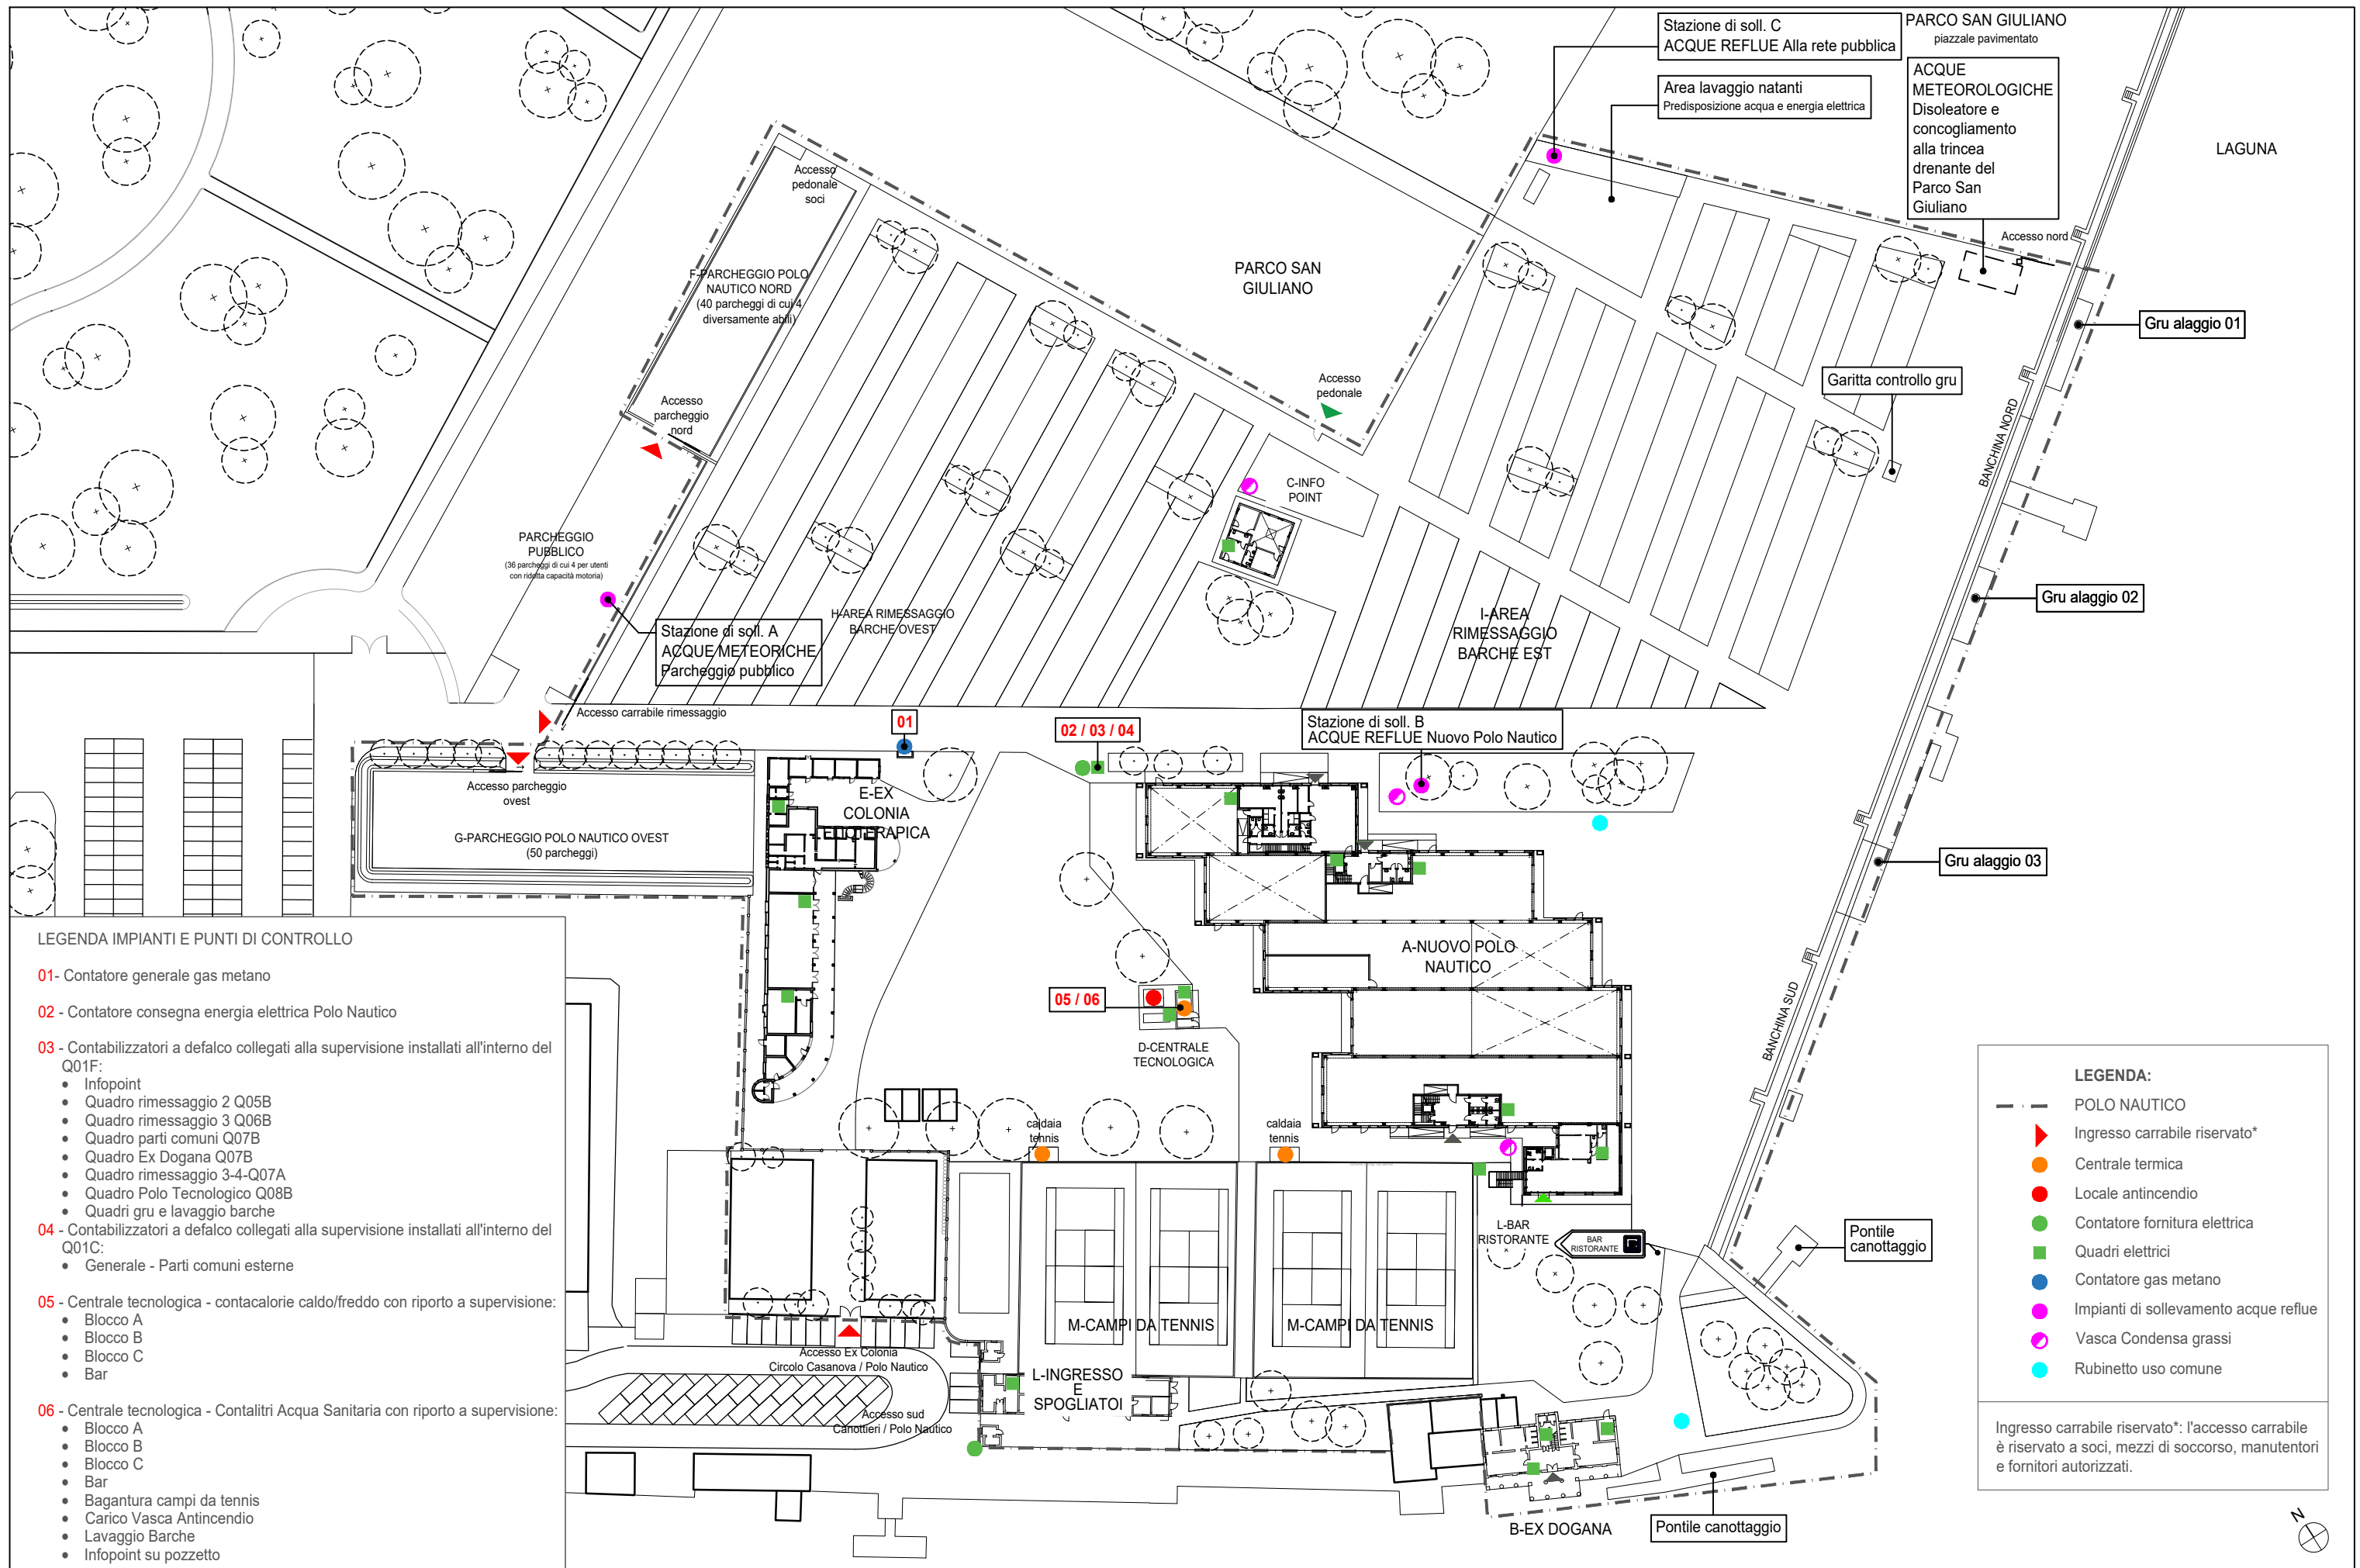 Stazione di soll. C
ACQUE REFLUE Alla rete pubblica
PARCO SAN GIULIANO
piazzale pavimentato
Area lavaggio natanti
Predisposizione acqua e energia elettrica
ACQUE
METEOROLOGICHE
Disoleatore e
concogliamento
alla trincea
drenante del
Parco San
Giuliano
LAGUNA
Accesso
pedonale
soci
Accesso nord
F-PARCHEGGIO POLO
NAUTICO NORD
(40 parcheggi di cui 4
diversamente abili)
PARCO SAN
GIULIANO
Gru alaggio 01
Accesso
pedonale
Garitta controllo gru
Accesso
parcheggio
nord
BANCHINA NORD
C-INFO
POINT
PARCHEGGIO
PUBBLICO
(36 parcheggi di cui 4 per utenti
con ridotta capacità motoria)
Gru alaggio 02
H-AREA RIMESSAGGIO
BARCHE OVEST
I-AREA
RIMESSAGGIO
BARCHE EST
Stazione di soll. A
ACQUE METEORICHE
Parcheggio pubblico
Accesso carrabile rimessaggio
01
02 / 03 / 04
Stazione di soll. B
ACQUE REFLUE Nuovo Polo Nautico
Accesso parcheggio
ovest
E-EX
COLONIA
ELIOTERAPICA
G-PARCHEGGIO POLO NAUTICO OVEST
(50 parcheggi)
Gru alaggio 03
A-NUOVO POLO
NAUTICO
05 / 06
BANCHINA SUD
D-CENTRALE
TECNOLOGICA
caldaia
tennis
caldaia
tennis
L-BAR
RISTORANTE
BAR
RISTORANTE
Pontile
canottaggio
M-CAMPI DA TENNIS
M-CAMPI DA TENNIS
Accesso Ex Colonia
Circolo Casanova / Polo Nautico
L-INGRESSO
E
SPOGLIATOI
Accesso sud
Canottieri / Polo Nautico
B-EX DOGANA
Pontile canottaggio
LEGENDA IMPIANTI E PUNTI DI CONTROLLO
01- Contatore generale gas metano
02 - Contatore consegna energia elettrica Polo Nautico
03 - Contabilizzatori a defalco collegati alla supervisione installati all'interno del
Q01F:
• Infopoint
• Quadro rimessaggio 2 Q05B
• Quadro rimessaggio 3 Q06B
• Quadro parti comuni Q07B
• Quadro Ex Dogana Q07B
• Quadro rimessaggio 3-4-Q07A
• Quadro Polo Tecnologico Q08B
• Quadri gru e lavaggio barche
04 - Contabilizzatori a defalco collegati alla supervisione installati all'interno del
Q01C:
• Generale - Parti comuni esterne
05 - Centrale tecnologica - contacalorie caldo/freddo con riporto a supervisione:
• Blocco A
• Blocco B
• Blocco C
• Bar
06 - Centrale tecnologica - Contalitri Acqua Sanitaria con riporto a supervisione:
• Blocco A
• Blocco B
• Blocco C
• Bar
• Bagantura campi da tennis
• Carico Vasca Antincendio
• Lavaggio Barche
• Infopoint su pozzetto
LEGENDA:
POLO NAUTICO
Ingresso carrabile riservato*
Centrale termica
Locale antincendio
Contatore fornitura elettrica
Quadri elettrici
Contatore gas metano
Impianti di sollevamento acque reflue
Vasca Condensa grassi
Rubinetto uso comune
Ingresso carrabile riservato*: l'accesso carrabile
è riservato a soci, mezzi di soccorso, manutentori
e fornitori autorizzati.
N